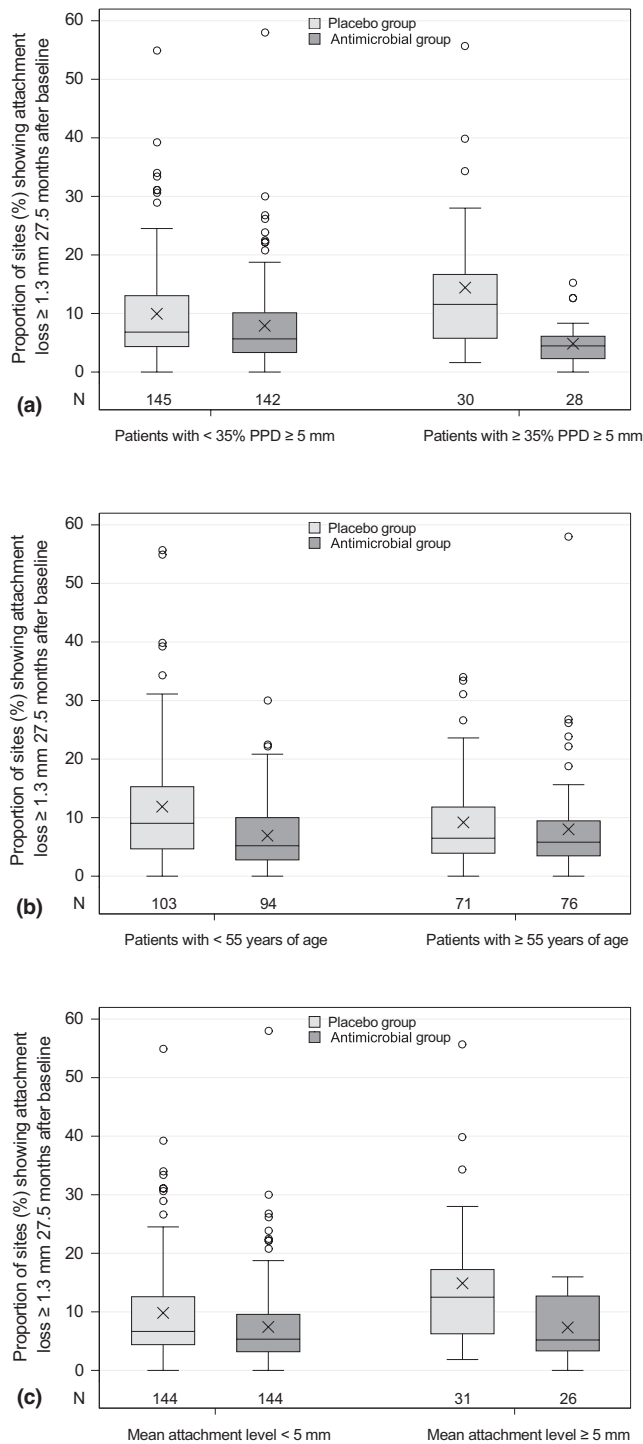 Proportion of sites (%) showing attachment
loss ≥ 1.3 mm 27.5 months after baseline
60
50
40
30
20
10
0
Placebo group
Antimicrobial group
(a)
N
145
142
30
28
Patients with < 35% PPD ≥ 5 mm
Patients with ≥ 35% PPD ≥ 5 mm
Proportion of sites (%) showing attachment
loss ≥ 1.3 mm 27.5 months after baseline
60
50
40
30
20
10
0
Placebo group
Antimicrobial group
(b)
N
103
94
71
76
Patients with < 55 years of age
Patients with ≥ 55 years of age
Proportion of sites (%) showing attachment
loss ≥ 1.3 mm 27.5 months after baseline
60
50
40
30
20
10
0
Placebo group
Antimicrobial group
(c)
N
144
144
31
26
Mean attachment level < 5 mm
Mean attachment level ≥ 5 mm